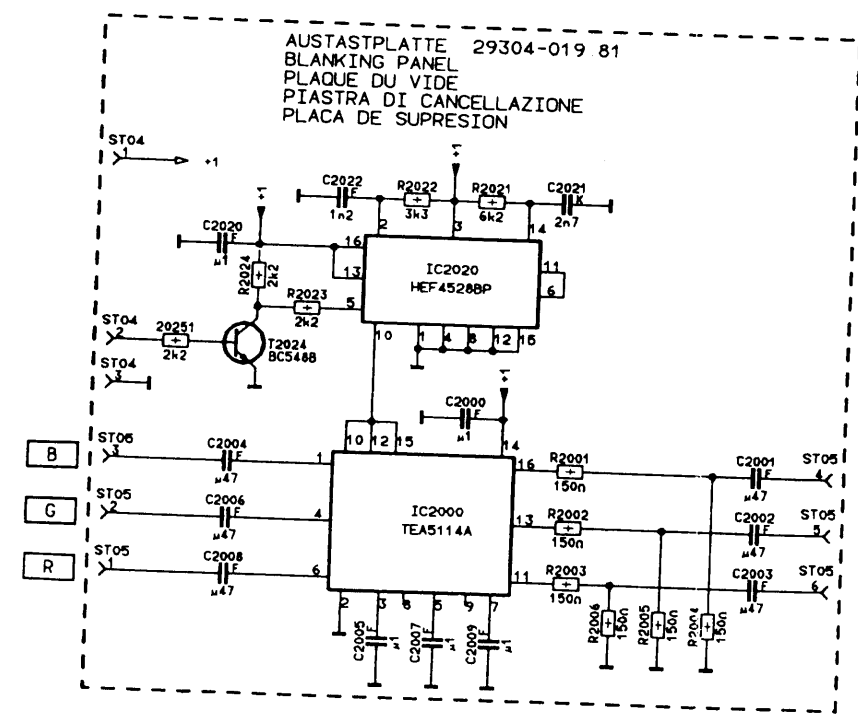 AUSTASTPLATTE 29304-019 81
BLANKING PANEL
PLAQUE DU VIDE
PIASTRA DI CANCELLAZIONE
PLACA DE SUPRESION
ST04
1
+1
+1
C2022
F
1n2
R2022
3k3
R2021
6k2
C2021
K
2n7
+1
C2020
F
µ1
2
3
14
16
13
5
11
6
IC2020
HEF4528BP
R2024
2k2
R2023
2k2
ST04
2
20251
2k2
T2024
BC548B
10
1
4
8
12
15
ST04
3
+1
C2000
F
µ1
10
12
15
14
B
ST05
3
C2004
F
µ47
1
16
R2001
150n
C2001
F
µ47
ST05
4
G
ST05
2
C2006
F
µ47
4
IC2000
TEA5114A
13
R2002
150n
C2002
F
µ47
ST05
5
R
ST05
1
C2008
F
µ47
6
11
R2003
150n
C2003
F
µ47
ST05
6
2
3
8
5
9
7
C2005
F
µ1
C2007
F
µ1
C2009
F
µ1
R2006
150n
R2005
150n
R2004
150n